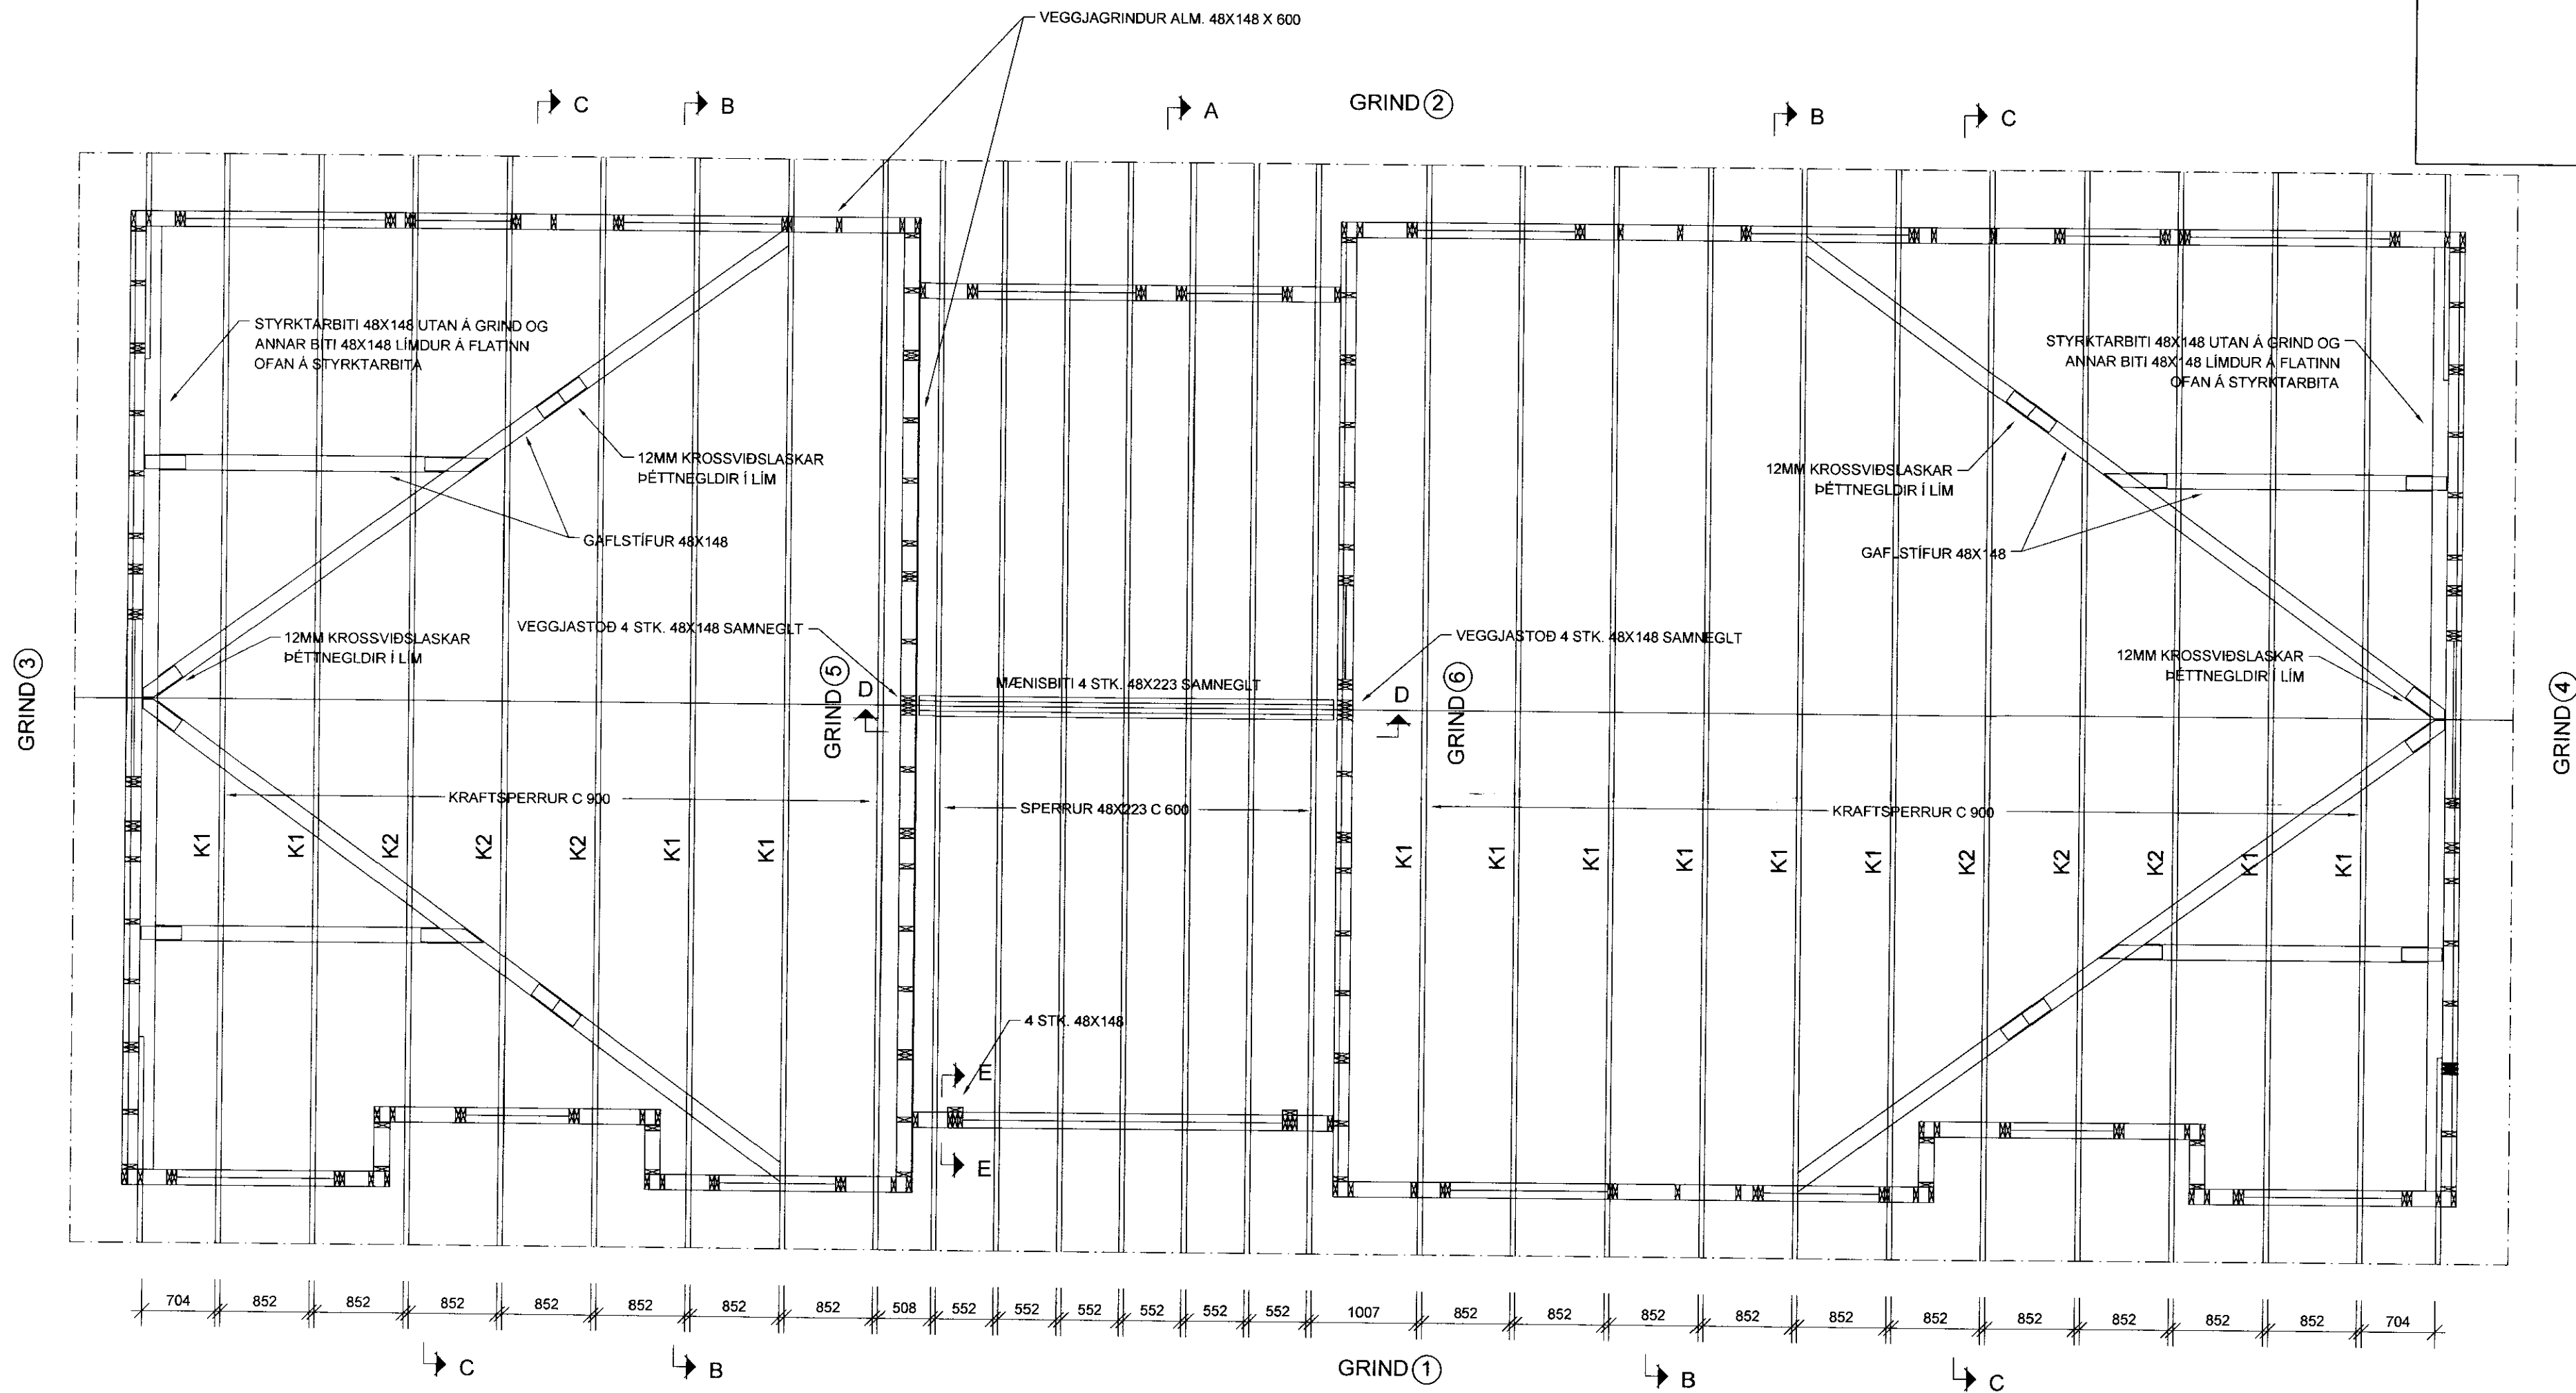 VEGGJAGRINDUR ALM. 48X148 X 600
C
B
A
GRIND 2
B
C
STYRKTARBITI 48X148 UTAN Á GRIND OG
ANNAR BITI 48X148 LÍMDUR Á FLATINN
OFAN Á STYRKTARBITA
STYRKTARBITI 48X148 UTAN Á GRIND OG
ANNAR BITI 48X148 LÍMDUR Á FLATINN
OFAN Á STYRKTARBITA
12MM KROSSVIÐSLASKAR
ÞÉTTNEGLDIR Í LÍM
12MM KROSSVIÐSLASKAR
ÞÉTTNEGLDIR Í LÍM
GAFLSTÍFUR 48X148
GAFLSTÍFUR 48X148
12MM KROSSVIÐSLASKAR
ÞÉTTNEGLDIR Í LÍM
VEGGJASTOÐ 4 STK. 48X148 SAMNEGLT
VEGGJASTOÐ 4 STK. 48X148 SAMNEGLT
12MM KROSSVIÐSLASKAR
ÞÉTTNEGLDIR Í LÍM
GRIND 3
GRIND 5
D
MÆNISBITI 4 STK. 48X223 SAMNEGLT
D
GRIND 6
GRIND 4
KRAFTSPERRUR C 900
SPERRUR 48X223 C 600
KRAFTSPERRUR C 900
K1
K1
K2
K2
K2
K1
K1
K1
K1
K1
K1
K1
K1
K2
K2
K2
K1
K1
4 STK. 48X148
E
E
704
852
852
852
852
852
852
852
508
552
552
552
552
552
552
1007
852
852
852
852
852
852
852
852
852
852
704
C
B
GRIND 1
B
C